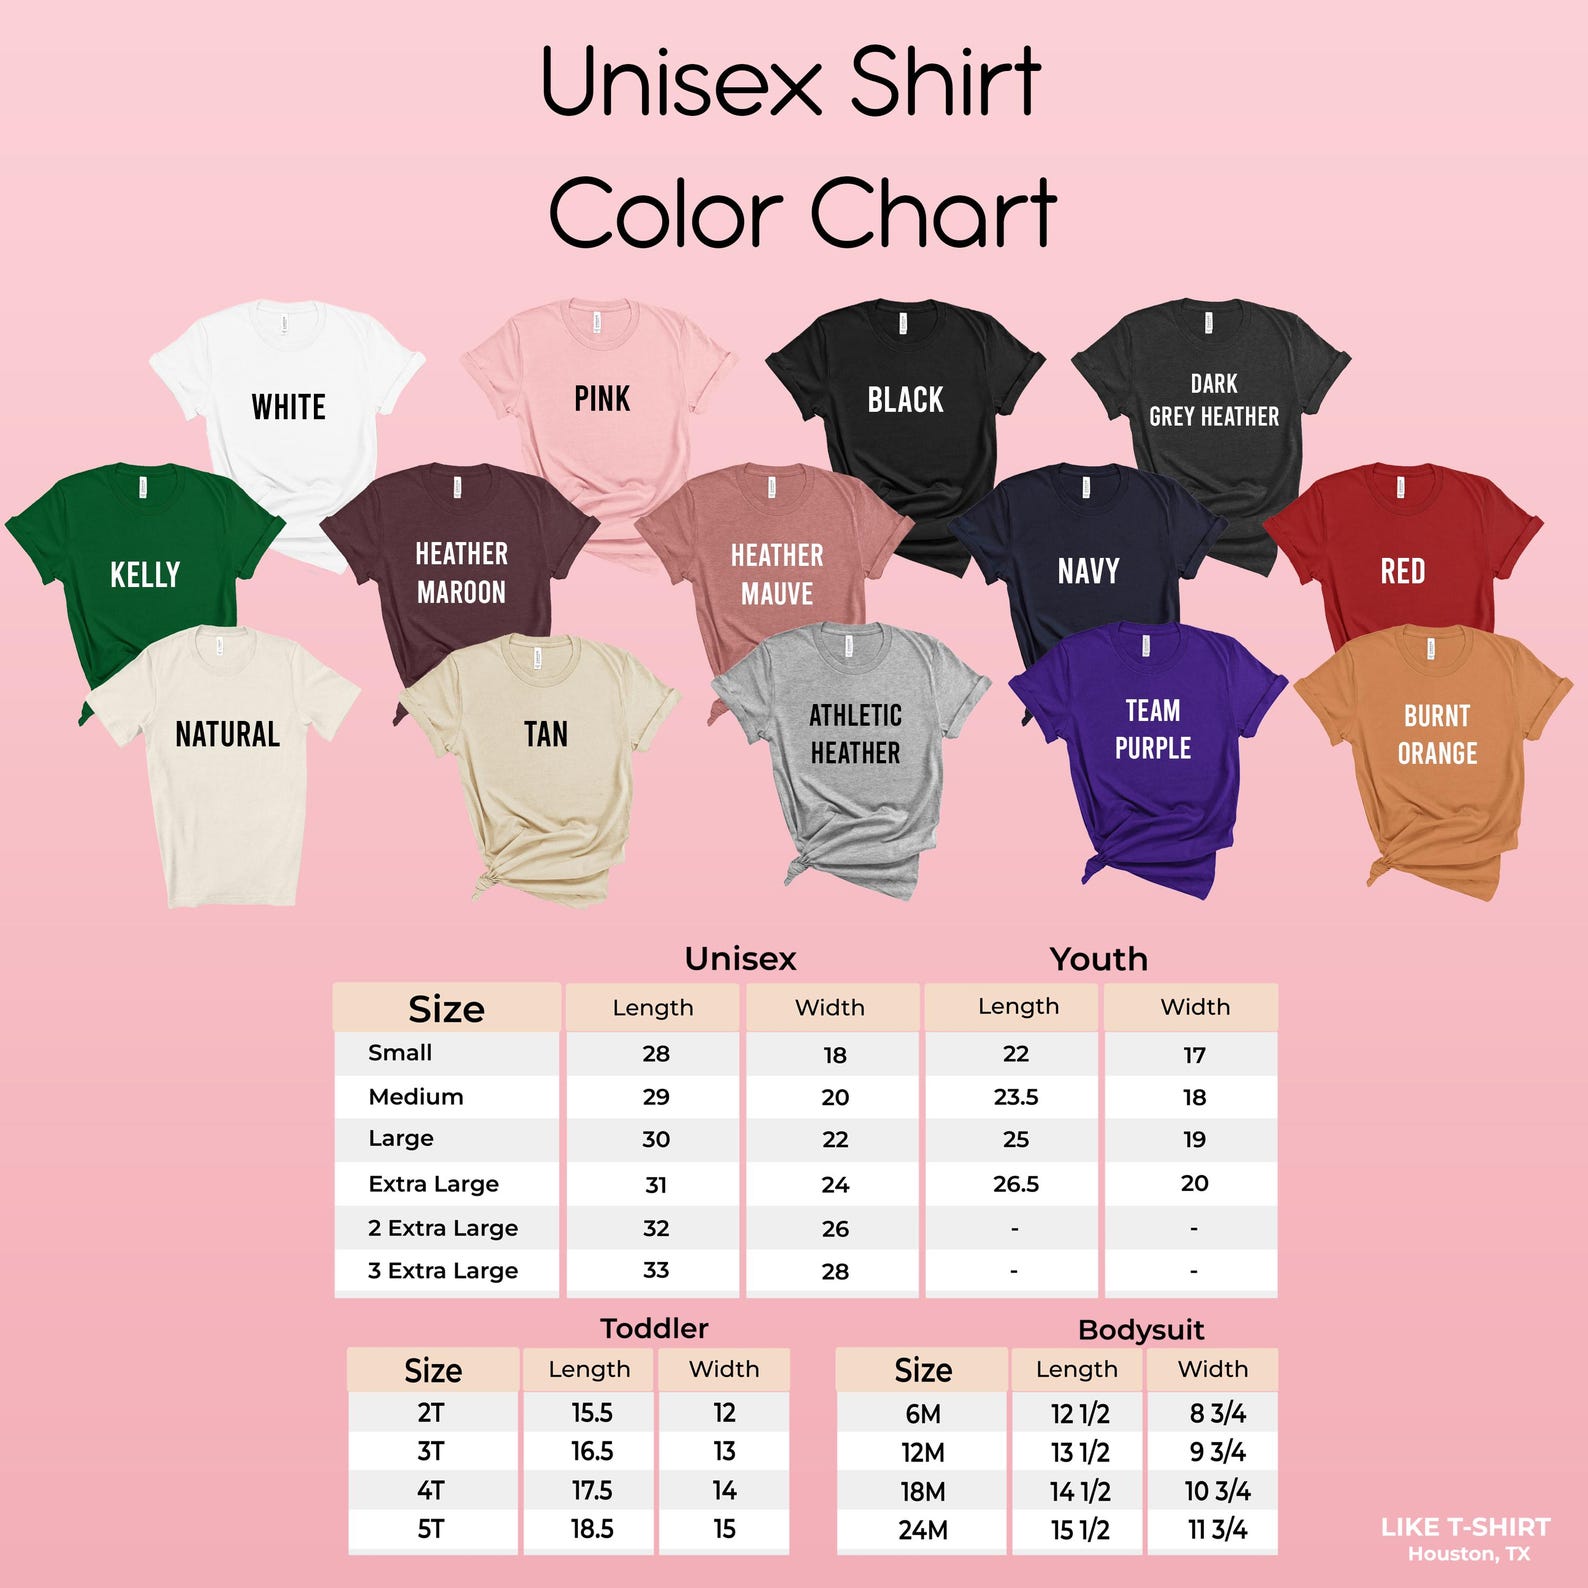 Unisex Shirt
Color Chart
WHITE
PINK
BLACK
DARK
GREY HEATHER
KELLY
HEATHER
MAROON
HEATHER
MAUVE
NAVY
RED
NATURAL
TAN
ATHLETIC
HEATHER
TEAM
PURPLE
BURNT
ORANGE
Unisex Youth
Size Length Width Length Width
Small 28 18 22 17
Medium 29 20 23.5 18
Large 30 22 25 19
Extra Large 31 24 26.5 20
2 Extra Large 32 26 - -
3 Extra Large 33 28 - -
Toddler
Size Length Width
2T 15.5 12
3T 16.5 13
4T 17.5 14
5T 18.5 15
Bodysuit
Size Length Width
6M 12 1/2 8 3/4
12M 13 1/2 9 3/4
18M 14 1/2 10 3/4
24M 15 1/2 11 3/4
LIKE T-SHIRT
Houston, TX